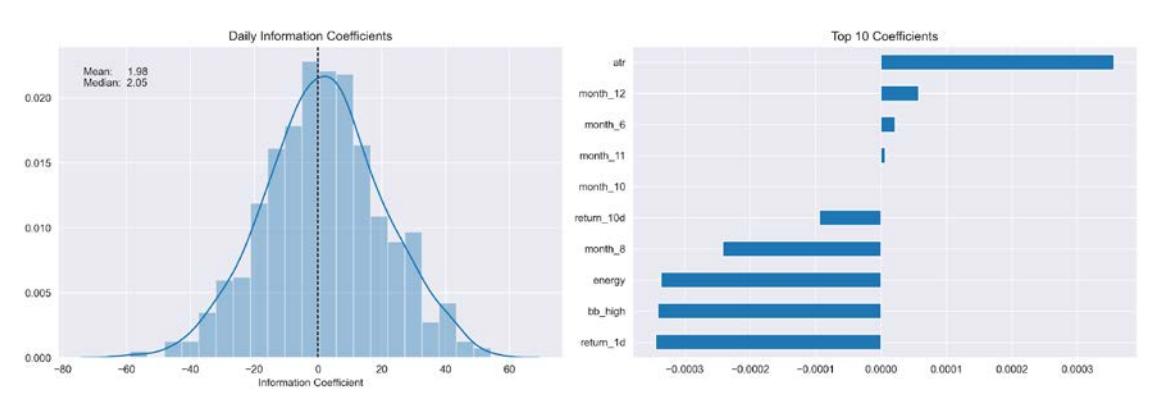 Daily Information Coefficients
Mean: 1.98
Median: 2.05
0.020
0.015
0.010
0.005
0.000
−80 −60 −40 −20 0 20 40 60
Information Coefficient
Top 10 Coefficients
atr
month_12
month_6
month_11
month_10
return_10d
month_8
energy
bb_high
return_1d
−0.0003 −0.0002 −0.0001 0.0000 0.0001 0.0002 0.0003